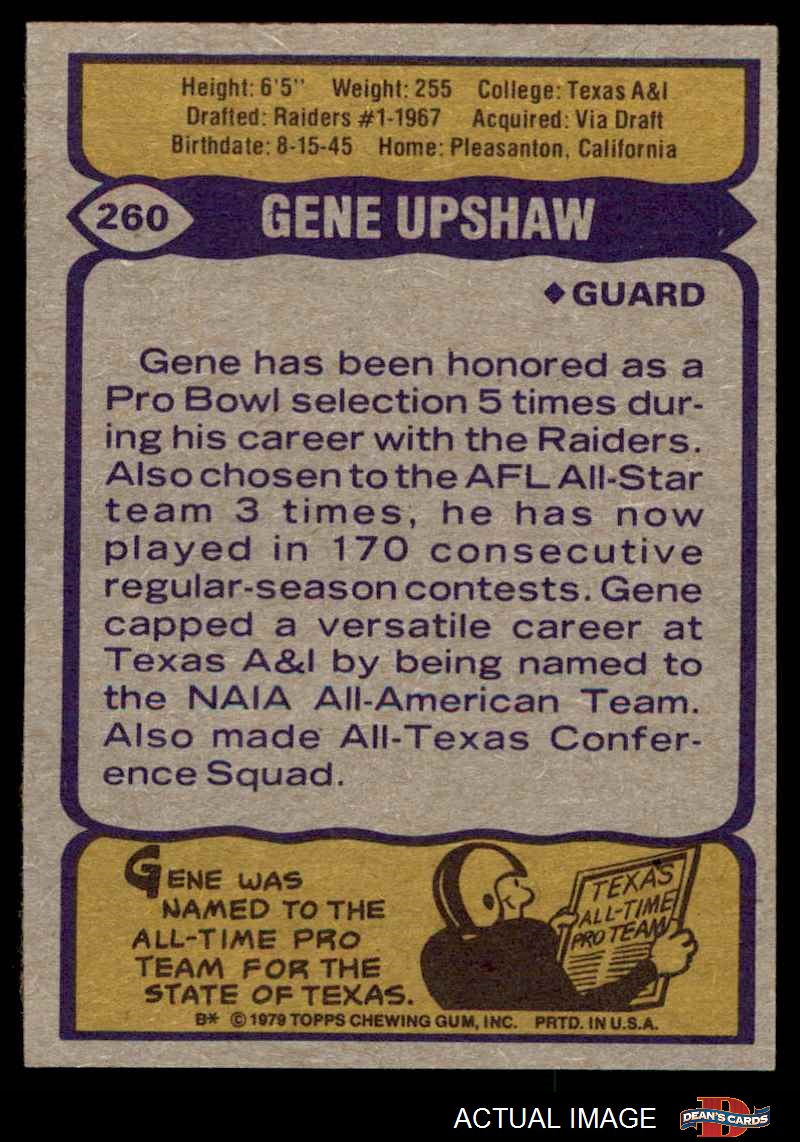 Height: 6'5" Weight: 255 College: Texas A&I
Drafted: Raiders #1-1967 Acquired: Via Draft
Birthdate: 8-15-45 Home: Pleasanton, California
260 GENE UPSHAW
◆ GUARD
Gene has been honored as a
Pro Bowl selection 5 times dur-
ing his career with the Raiders.
Also chosen to the AFL All-Star
team 3 times, he has now
played in 170 consecutive
regular-season contests. Gene
capped a versatile career at
Texas A&I by being named to
the NAIA All-American Team.
Also made All-Texas Confer-
ence Squad.
GENE WAS
NAMED TO THE
ALL-TIME PRO
TEAM FOR THE
STATE OF TEXAS.
TEXAS
ALL-TIME
PRO TEAM
B* © 1979 TOPPS CHEWING GUM, INC. PRTD. IN U.S.A.
ACTUAL IMAGE
DEAN'S CARDS